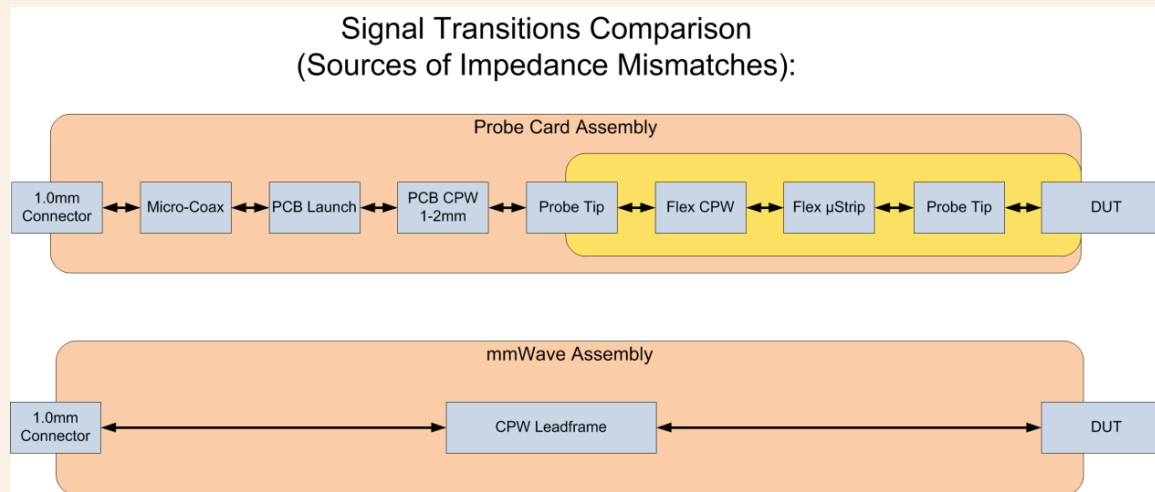 Signal Transitions Comparison
(Sources of Impedance Mismatches):
Probe Card Assembly
1.0mm
Connector
Micro-Coax
PCB Launch
PCB CPW
1-2mm
Probe Tip
Flex CPW
Flex µStrip
Probe Tip
DUT
mmWave Assembly
1.0mm
Connector
CPW Leadframe
DUT